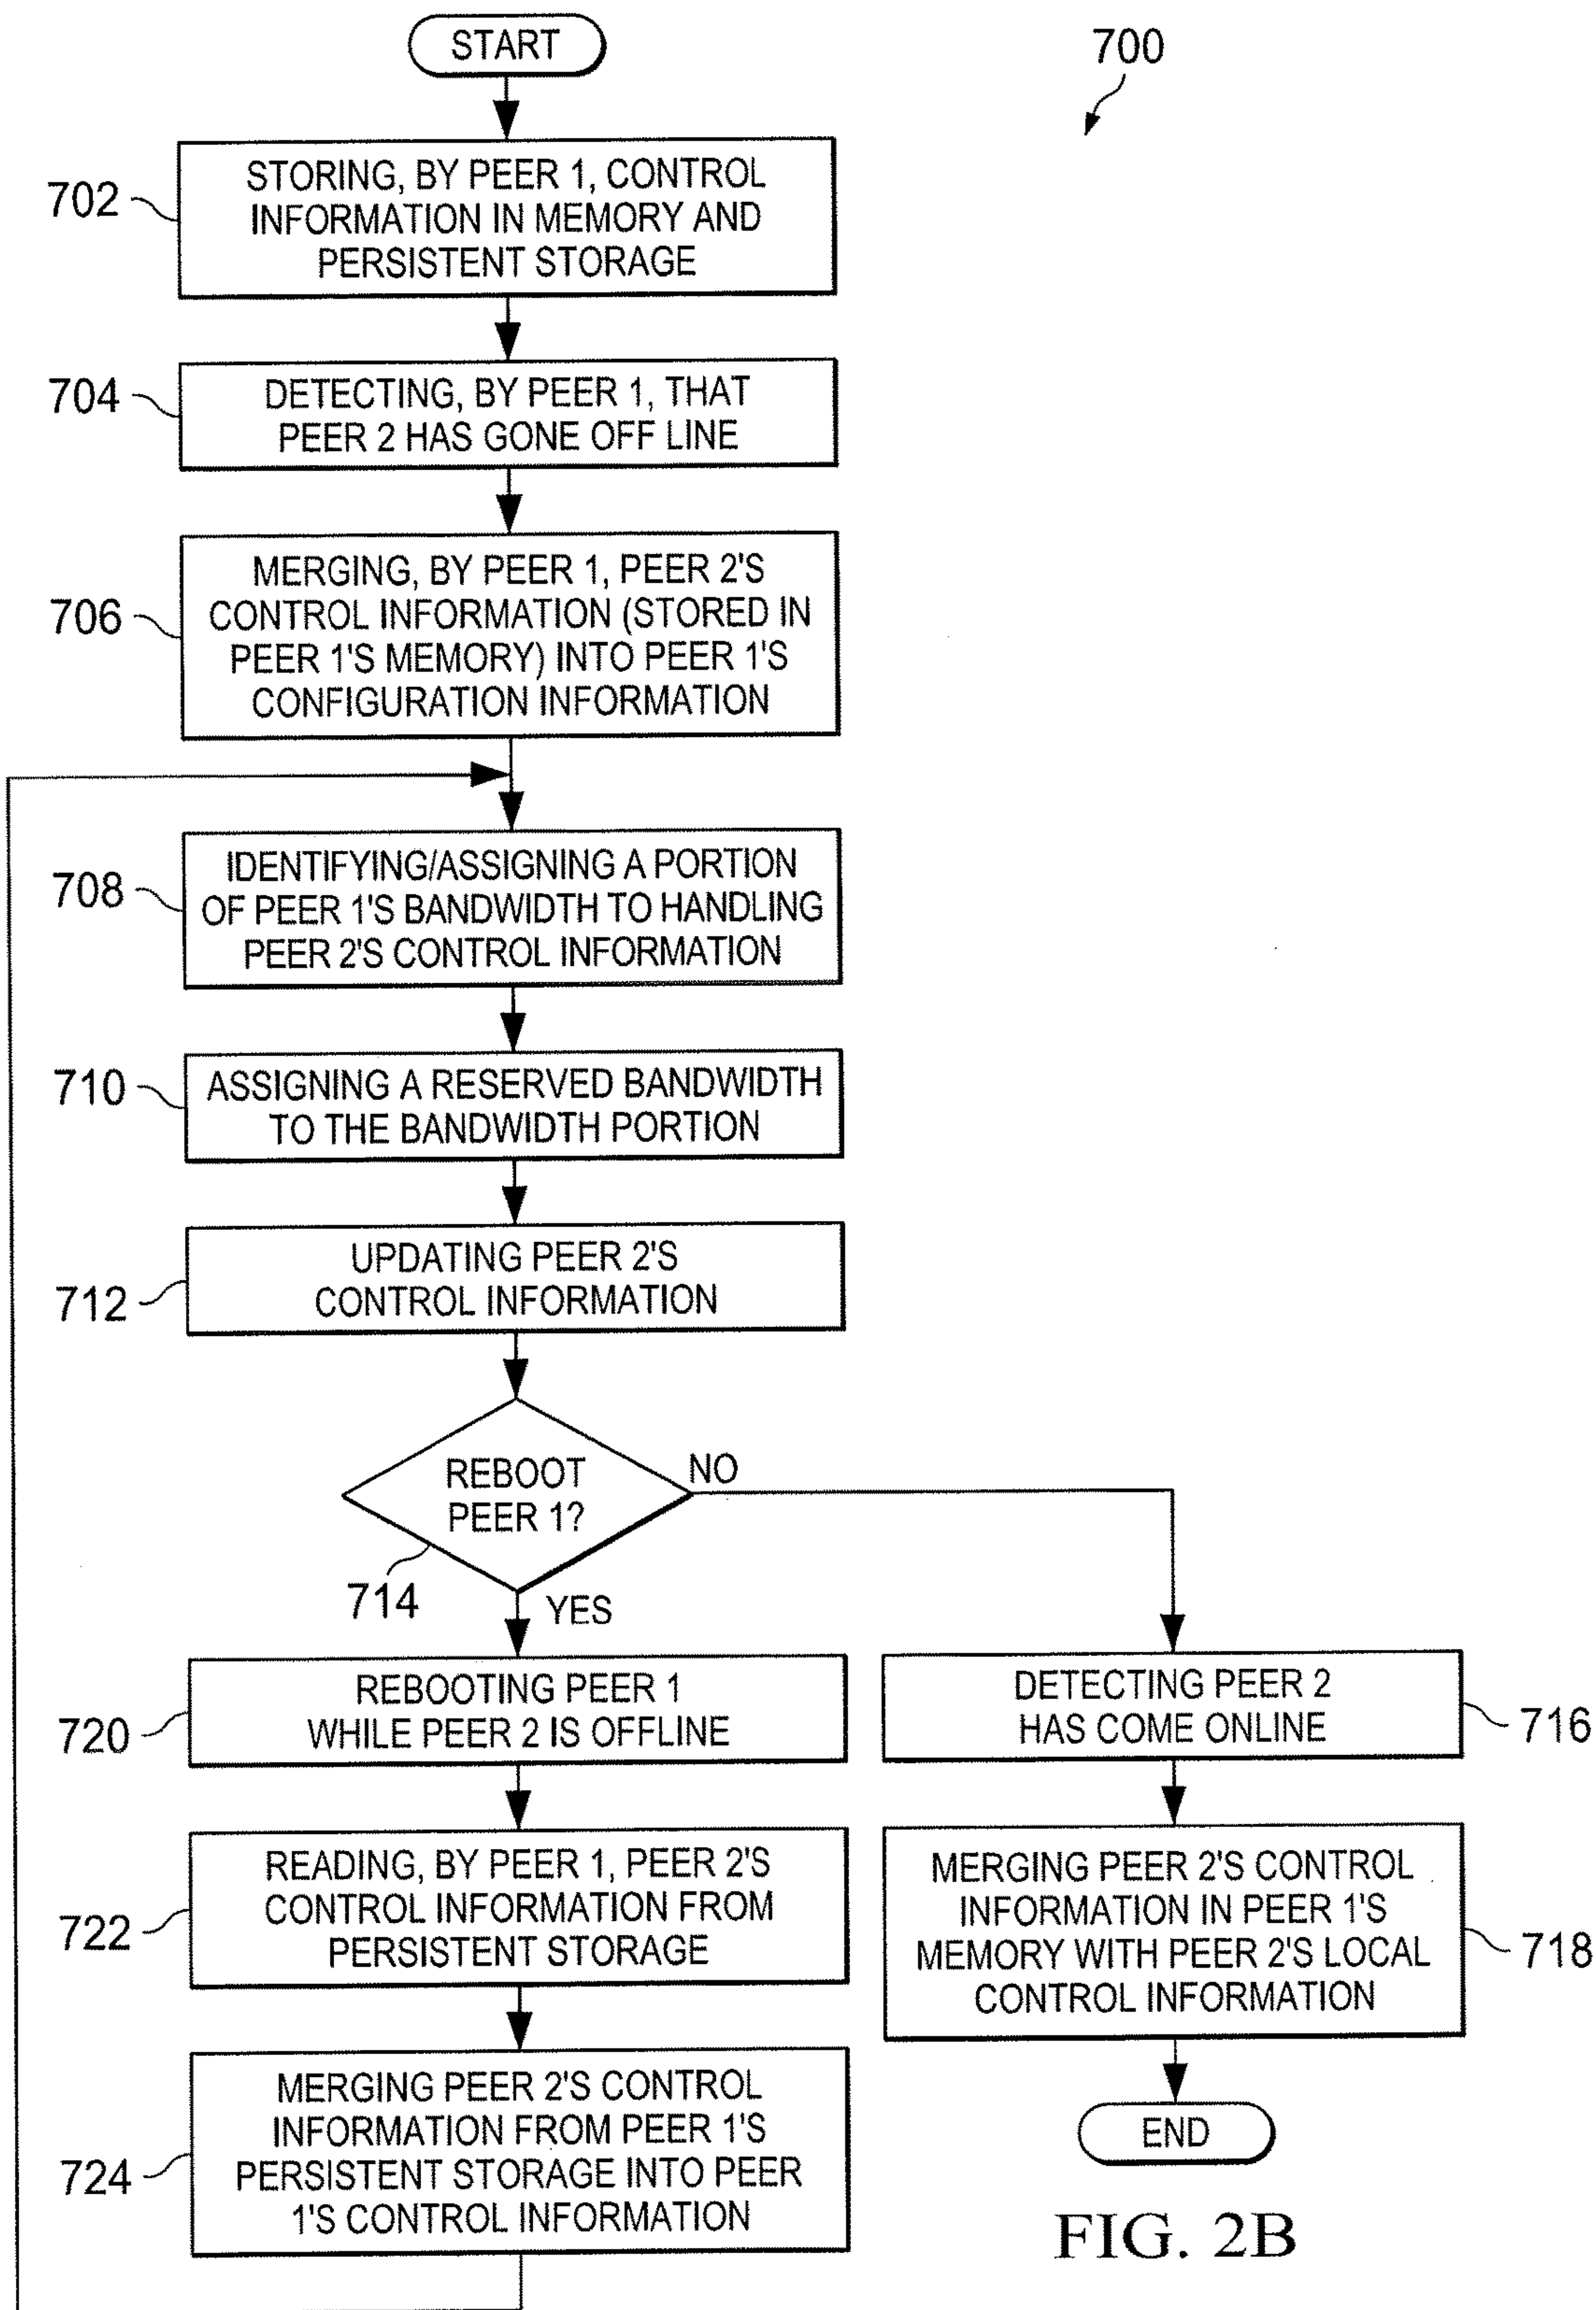 START
700
702
STORING, BY PEER 1, CONTROL
INFORMATION IN MEMORY AND
PERSISTENT STORAGE
704
DETECTING, BY PEER 1, THAT
PEER 2 HAS GONE OFF LINE
706
MERGING, BY PEER 1, PEER 2'S
CONTROL INFORMATION (STORED IN
PEER 1'S MEMORY) INTO PEER 1'S
CONFIGURATION INFORMATION
708
IDENTIFYING/ASSIGNING A PORTION
OF PEER 1'S BANDWIDTH TO HANDLING
PEER 2'S CONTROL INFORMATION
710
ASSIGNING A RESERVED BANDWIDTH
TO THE BANDWIDTH PORTION
712
UPDATING PEER 2'S
CONTROL INFORMATION
REBOOT
PEER 1?
NO
714
YES
720
REBOOTING PEER 1
WHILE PEER 2 IS OFFLINE
DETECTING PEER 2
HAS COME ONLINE
716
722
READING, BY PEER 1, PEER 2'S
CONTROL INFORMATION FROM
PERSISTENT STORAGE
MERGING PEER 2'S CONTROL
INFORMATION IN PEER 1'S
MEMORY WITH PEER 2'S LOCAL
CONTROL INFORMATION
718
724
MERGING PEER 2'S CONTROL
INFORMATION FROM PEER 1'S
PERSISTENT STORAGE INTO PEER
1'S CONTROL INFORMATION
END
FIG. 2B